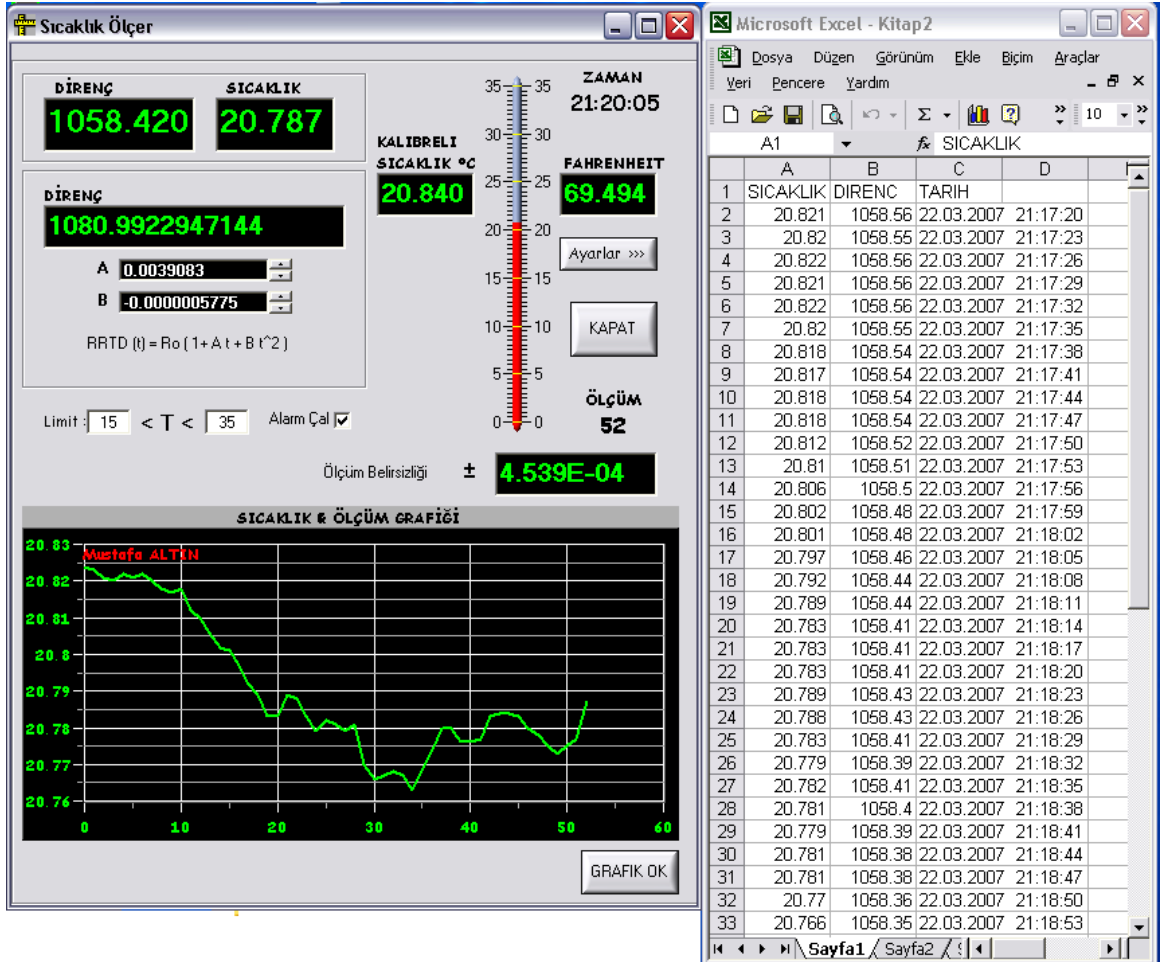 Sıcaklık Ölçer
DİRENÇ SICAKLIK
1058.420 20.787
DİRENÇ
1080.9922947144
A 0.0039083
B -0.0000005775
RRTD (t) = Ro ( 1+ A t + B t^2 )
Limit : 15 < T < 35 Alarm Çal
KALIBRELI
SICAKLIK ºC
20.840
35 35
30 30
25 25
20 20
15 15
10 10
5 5
0 0
ZAMAN
21:20:05
FAHRENHEIT
69.494
Ayarlar >>>
KAPAT
ÖLÇÜM
52
Ölçüm Belirsizliği ± 4.539E-04
SICAKLIK & ÖLÇÜM GRAFİĞİ
Mustafa ALTIN
20.83
20.82
20.81
20.8
20.79
20.78
20.77
20.76
0 10 20 30 40 50 60
GRAFIK OK
Microsoft Excel - Kitap2
Dosya Düzen Görünüm Ekle Biçim Araçlar
Veri Pencere Yardım
Σ 10
A1 fx SICAKLIK
A B C D
1 SICAKLIK DIRENC TARIH
2 20.821 1058.56 22.03.2007 21:17:20
3 20.82 1058.55 22.03.2007 21:17:23
4 20.822 1058.56 22.03.2007 21:17:26
5 20.821 1058.56 22.03.2007 21:17:29
6 20.822 1058.56 22.03.2007 21:17:32
7 20.82 1058.55 22.03.2007 21:17:35
8 20.818 1058.54 22.03.2007 21:17:38
9 20.817 1058.54 22.03.2007 21:17:41
10 20.818 1058.54 22.03.2007 21:17:44
11 20.818 1058.54 22.03.2007 21:17:47
12 20.812 1058.52 22.03.2007 21:17:50
13 20.81 1058.51 22.03.2007 21:17:53
14 20.806 1058.5 22.03.2007 21:17:56
15 20.802 1058.48 22.03.2007 21:17:59
16 20.801 1058.48 22.03.2007 21:18:02
17 20.797 1058.46 22.03.2007 21:18:05
18 20.792 1058.44 22.03.2007 21:18:08
19 20.789 1058.44 22.03.2007 21:18:11
20 20.783 1058.41 22.03.2007 21:18:14
21 20.783 1058.41 22.03.2007 21:18:17
22 20.783 1058.41 22.03.2007 21:18:20
23 20.789 1058.43 22.03.2007 21:18:23
24 20.788 1058.43 22.03.2007 21:18:26
25 20.783 1058.41 22.03.2007 21:18:29
26 20.779 1058.39 22.03.2007 21:18:32
27 20.782 1058.41 22.03.2007 21:18:35
28 20.781 1058.4 22.03.2007 21:18:38
29 20.779 1058.39 22.03.2007 21:18:41
30 20.781 1058.38 22.03.2007 21:18:44
31 20.781 1058.38 22.03.2007 21:18:47
32 20.77 1058.36 22.03.2007 21:18:50
33 20.766 1058.35 22.03.2007 21:18:53
Sayfa1 Sayfa2